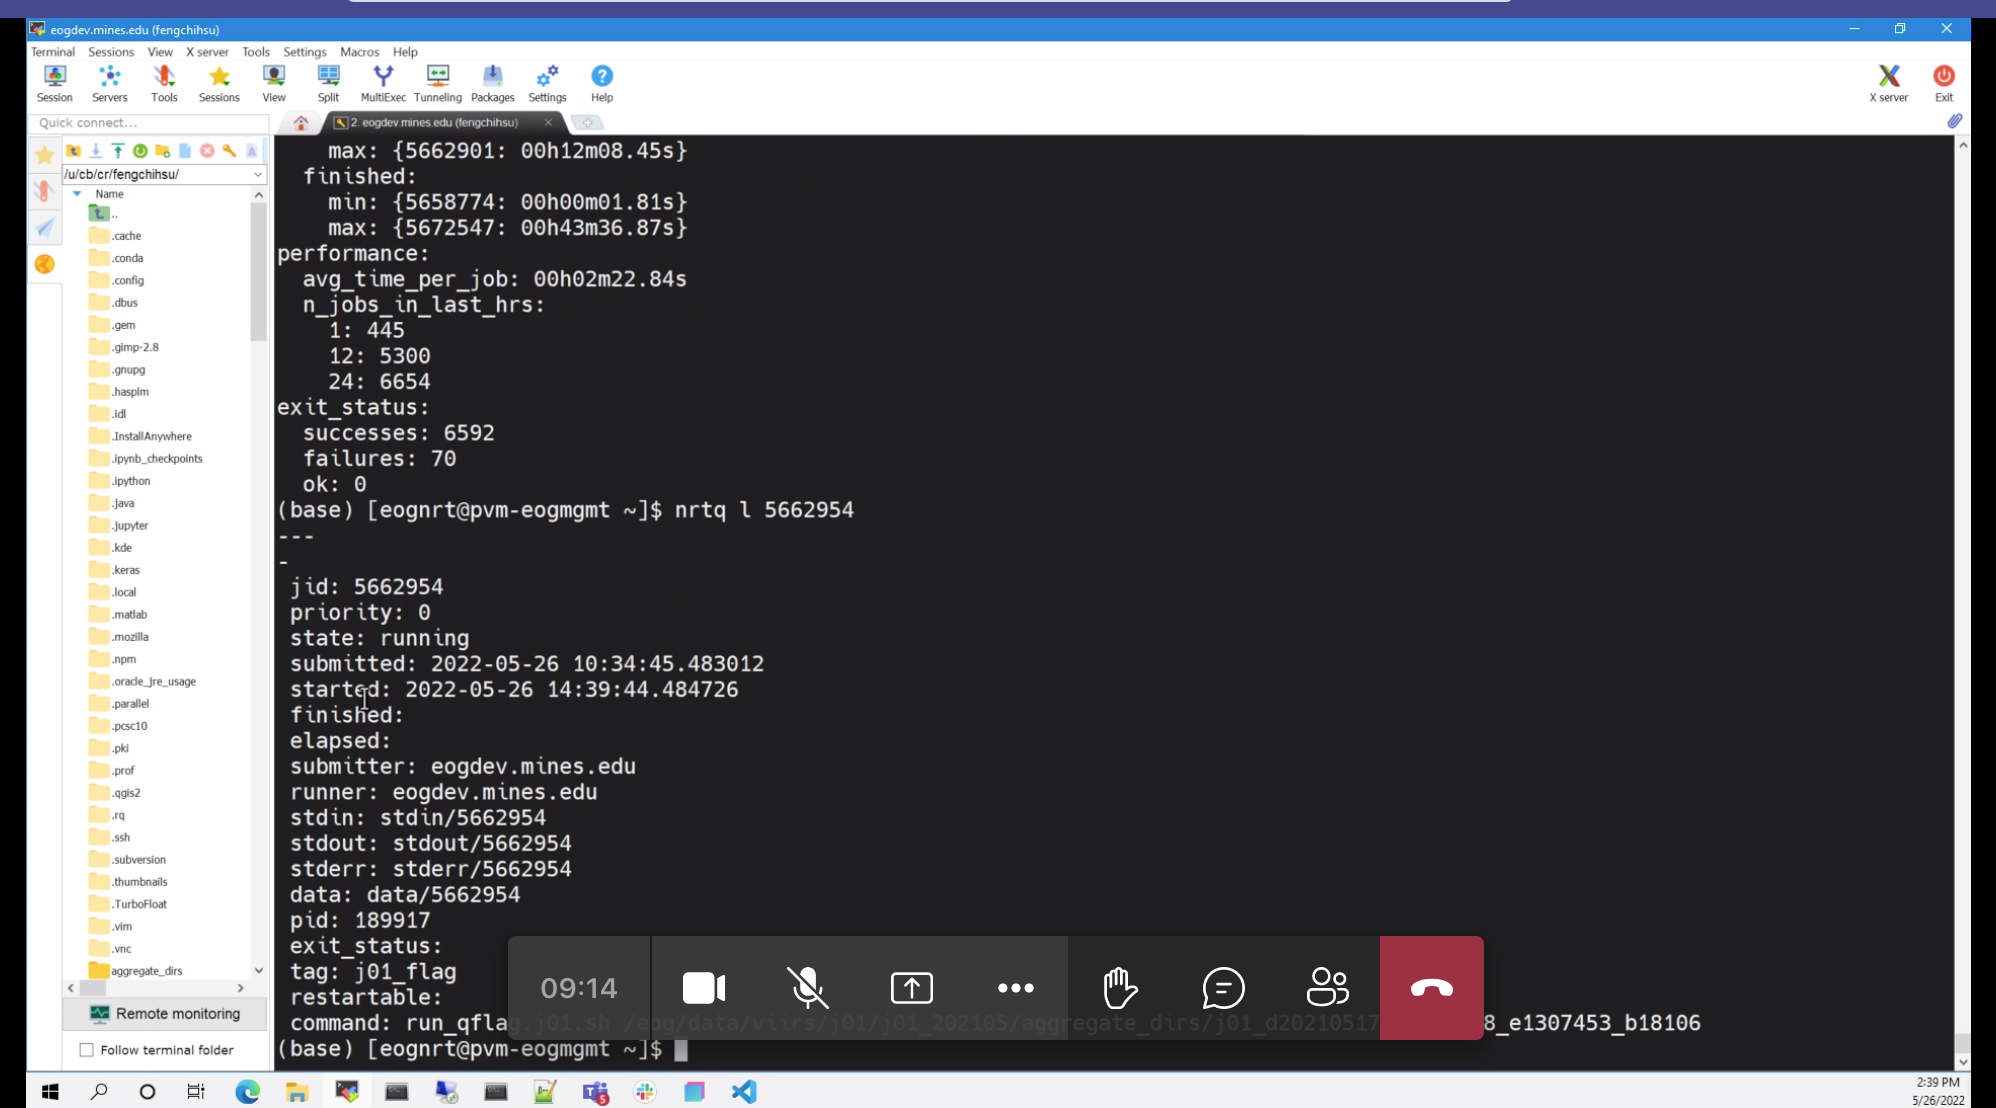 eogdev.mines.edu (fengchihsu)
Terminal Sessions View X server Tools Settings Macros Help
Session Servers Tools Sessions View Split MultiExec Tunneling Packages Settings Help X server Exit
Quick connect...
2. eogdev.mines.edu (fengchihsu)
/u/cb/cr/fengchihsu/
Name
..
.cache
.conda
.config
.dbus
.gem
.gimp-2.8
.gnupg
.hasplm
.idl
.InstallAnywhere
.ipynb_checkpoints
.ipython
.java
.jupyter
.kde
.keras
.local
.matlab
.mozilla
.npm
.oracle_jre_usage
.parallel
.pcsc10
.pki
.prof
.qgis2
.rq
.ssh
.subversion
.thumbnails
.TurboFloat
.vim
.vnc
aggregate_dirs
Remote monitoring
Follow terminal folder
max: {5662901: 00h12m08.45s}
finished:
min: {5658774: 00h00m01.81s}
max: {5672547: 00h43m36.87s}
performance:
avg_time_per_job: 00h02m22.84s
n_jobs_in_last_hrs:
1: 445
12: 5300
24: 6654
exit_status:
successes: 6592
failures: 70
ok: 0
(base) [eognrt@pvm-eogmgmt ~]$ nrtq l 5662954
---
-
jid: 5662954
priority: 0
state: running
submitted: 2022-05-26 10:34:45.483012
started: 2022-05-26 14:39:44.484726
finished:
elapsed:
submitter: eogdev.mines.edu
runner: eogdev.mines.edu
stdin: stdin/5662954
stdout: stdout/5662954
stderr: stderr/5662954
data: data/5662954
pid: 189917
exit_status:
tag: j01_flag
restartable:
command: run_qflag.j01.sh /eog/data/viirs/j01/j01_202105/aggregate_dirs/j01_d20210517 8_e1307453_b18106
(base) [eognrt@pvm-eogmgmt ~]$
09:14
2:39 PM
5/26/2022